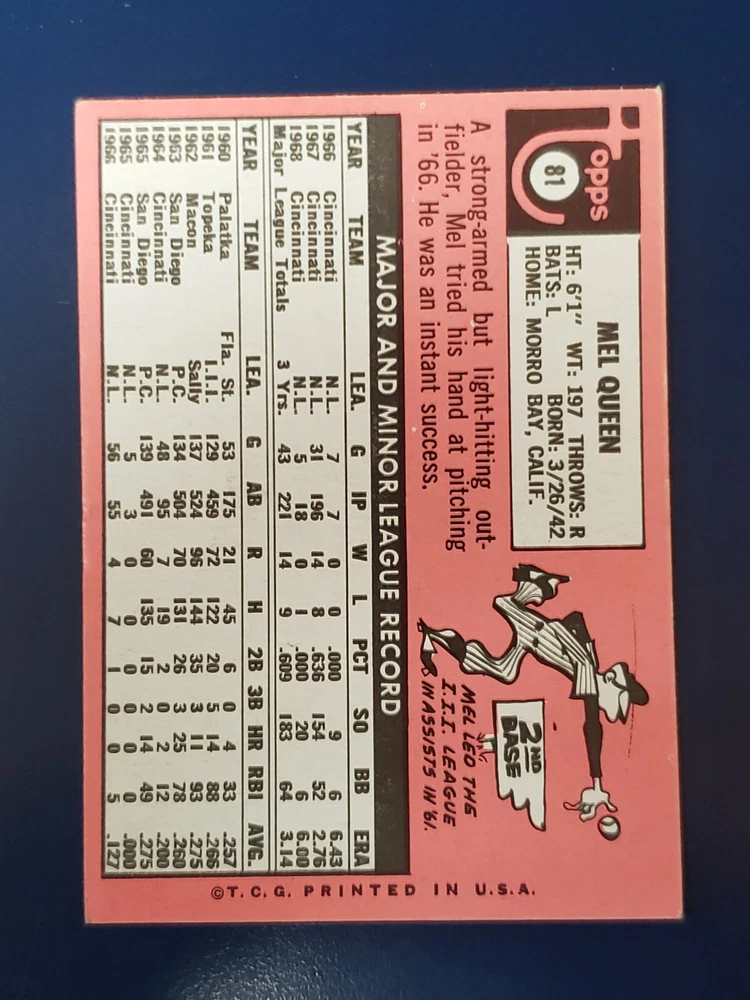 Topps
81
MEL QUEEN
HT: 6'1" WT: 197 THROWS: R
BATS: L BORN: 3/26/42
HOME: MORRO BAY, CALIF.
A strong-armed but light-hitting out-
fielder, Mel tried his hand at pitching
in '66. He was an instant success.
2ND
BASE
MEL LED THE
I.I.I. LEAGUE
IN ASSISTS IN '61.
MAJOR AND MINOR LEAGUE RECORD
YEAR TEAM LEA. G IP W L PCT SO BB ERA
1966 Cincinnati N.L. 7 7 0 0 .000 9 6 6.43
1967 Cincinnati N.L. 31 196 14 8 .636 154 52 2.76
1968 Cincinnati N.L. 5 18 0 1 .000 20 6 6.00
Major League Totals 3 Yrs. 43 221 14 9 .609 183 64 3.14
YEAR TEAM LEA. G AB R H 2B 3B HR RBI AVG.
1960 Palatka Fla. St. 53 175 21 45 6 0 4 33 .257
1961 Topeka I.I.I. 129 459 72 122 20 5 14 88 .266
1962 Macon Sally 137 524 96 144 35 3 11 93 .275
1963 San Diego P.C. 134 504 70 131 26 3 25 78 .260
1964 Cincinnati N.L. 48 95 7 19 2 0 2 12 .200
1965 San Diego P.C. 139 491 60 135 15 2 14 49 .275
1965 Cincinnati N.L. 5 3 0 0 0 0 0 0 .000
1966 Cincinnati N.L. 56 55 4 7 1 0 0 5 .127
©T.C.G. PRINTED IN U.S.A.